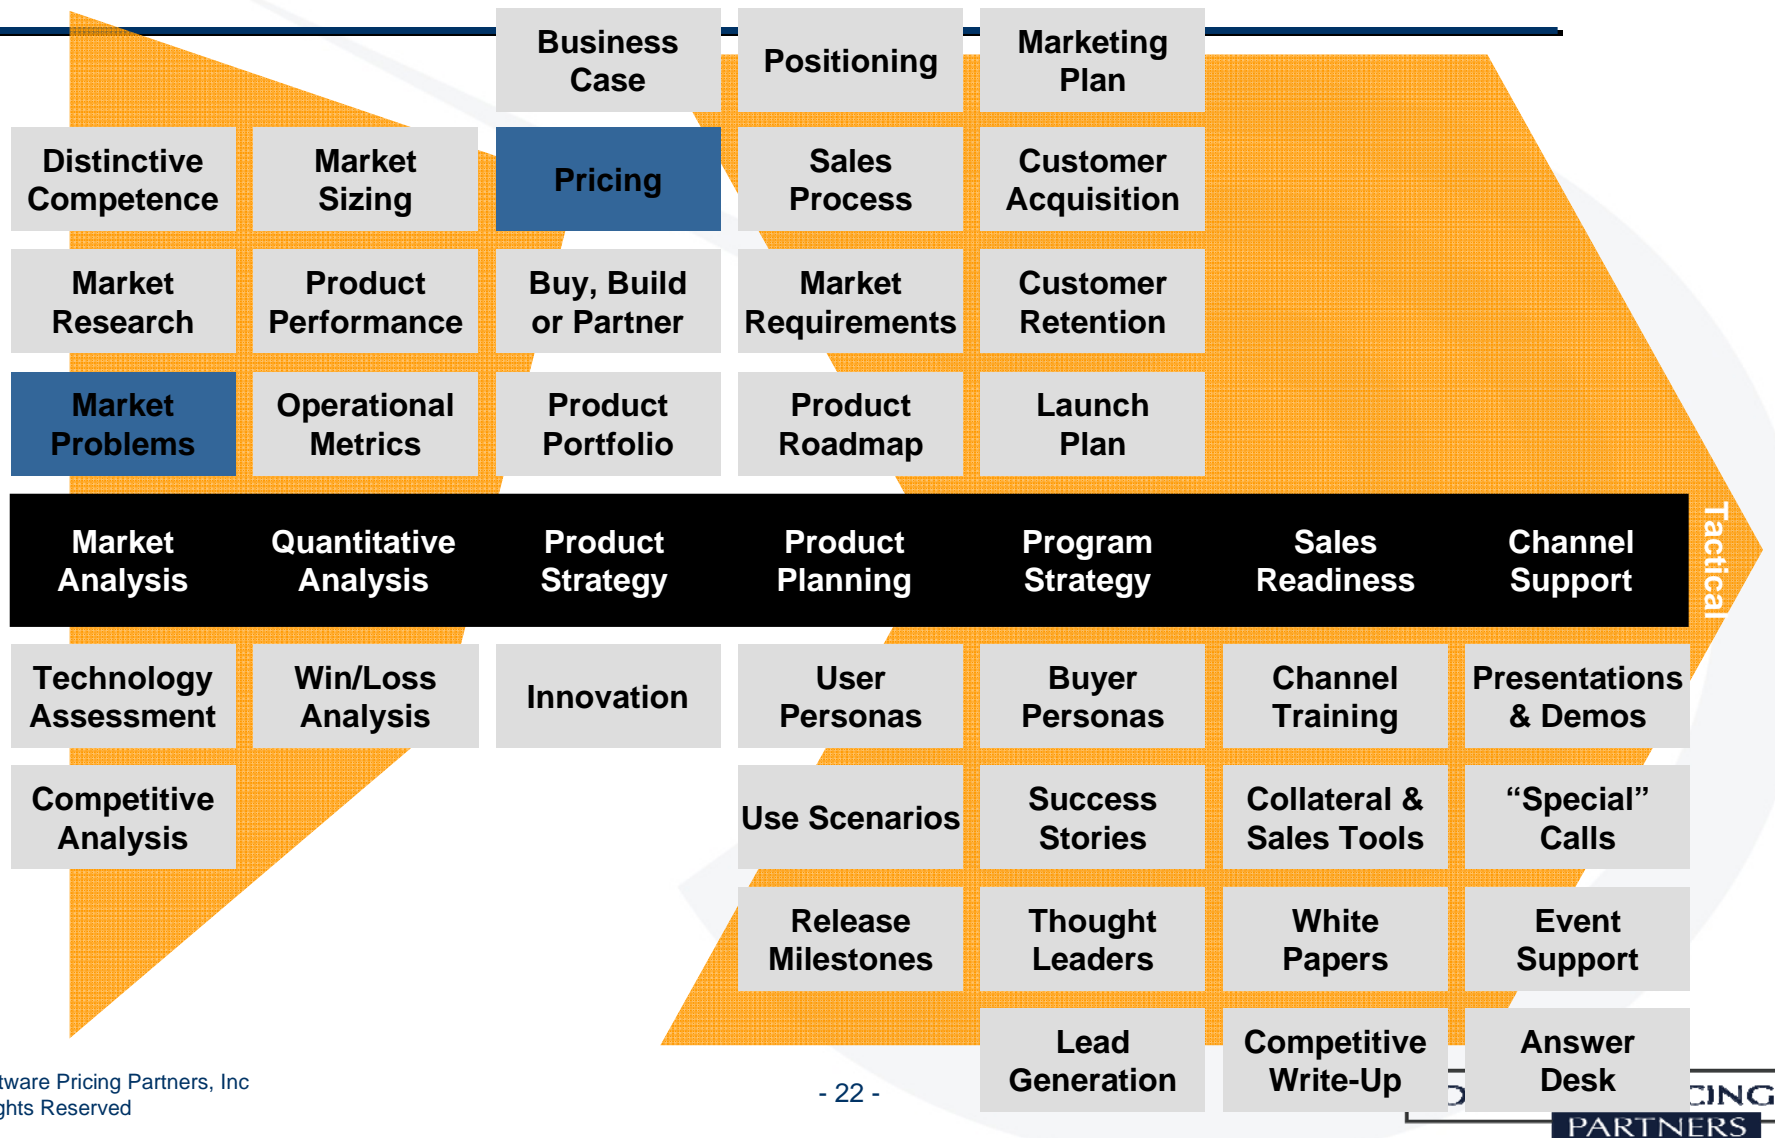 Business
Case
Positioning
Marketing
Plan
Distinctive
Competence
Market
Sizing
Pricing
Sales
Process
Customer
Acquisition
Market
Research
Product
Performance
Buy, Build
or Partner
Market
Requirements
Customer
Retention
Market
Problems
Operational
Metrics
Product
Portfolio
Product
Roadmap
Launch
Plan
Market
Analysis
Quantitative
Analysis
Product
Strategy
Product
Planning
Program
Strategy
Sales
Readiness
Channel
Support
Tactical
Technology
Assessment
Win/Loss
Analysis
Innovation
User
Personas
Buyer
Personas
Channel
Training
Presentations
& Demos
Competitive
Analysis
Use Scenarios
Success
Stories
Collateral &
Sales Tools
“Special”
Calls
Release
Milestones
Thought
Leaders
White
Papers
Event
Support
Lead
Generation
Competitive
Write-Up
Answer
Desk
tware Pricing Partners, Inc
ghts Reserved
- 22 -
CING
PARTNERS